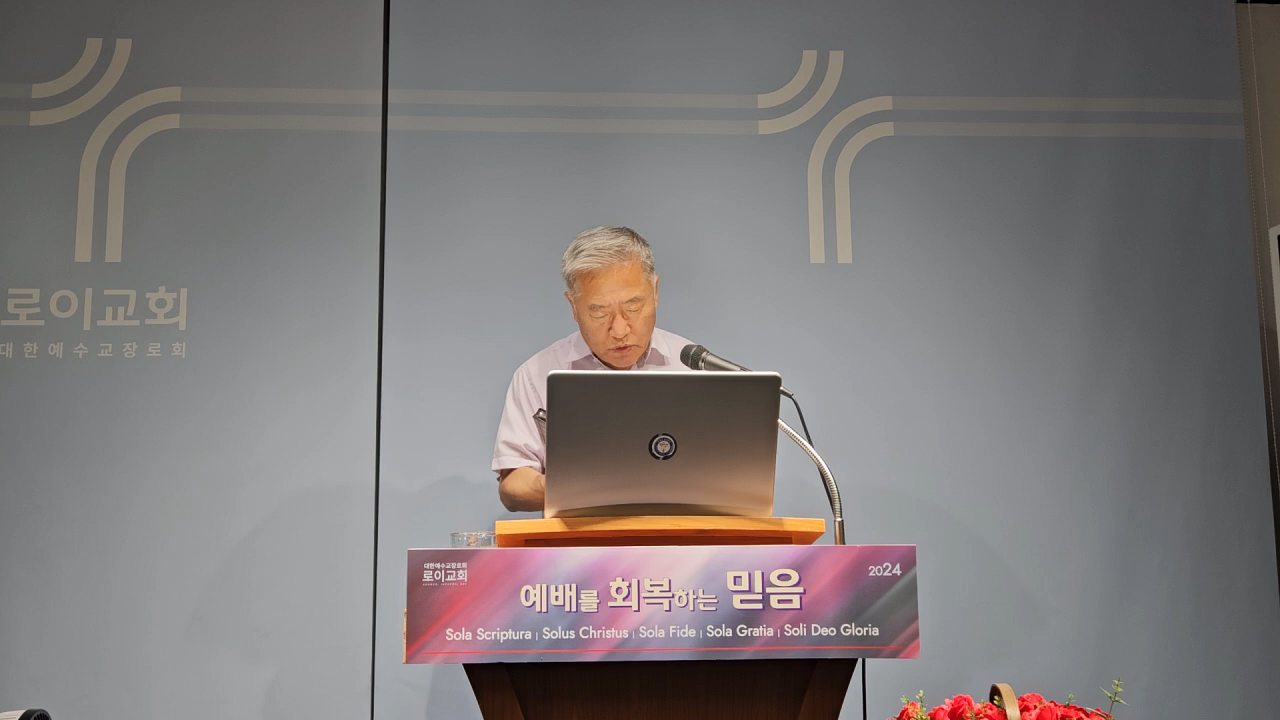 로이교회
대한예수교장로회
대한예수교장로회
로이교회
2024
예배를 회복하는 믿음
Sola Scriptura | Solus Christus | Sola Fide | Sola Gratia | Soli Deo Gloria